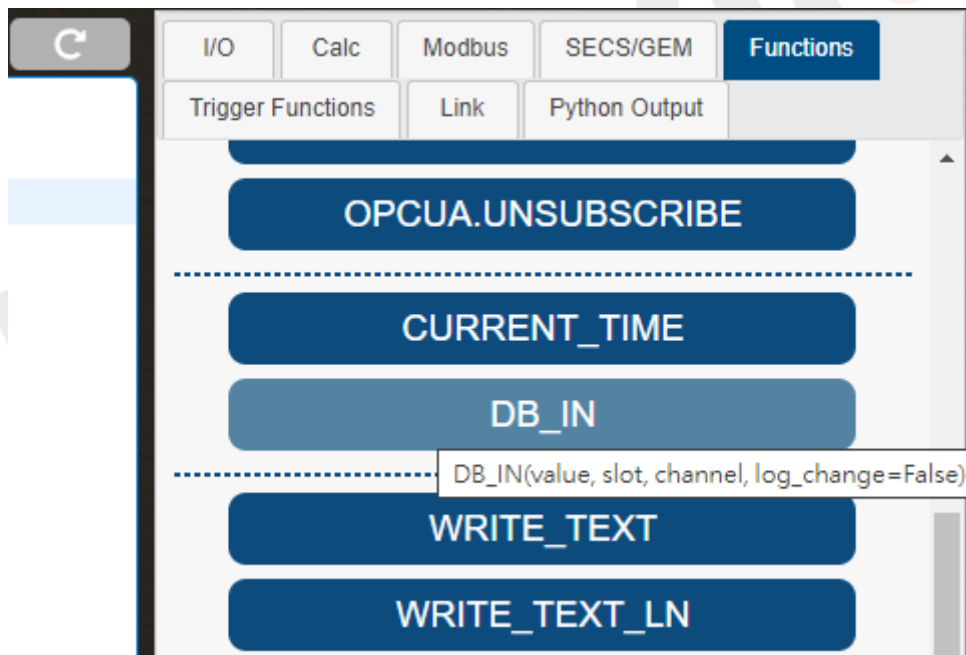 I/O Calc Modbus SECS/GEM Functions
Trigger Functions Link Python Output
OPCUA.UNSUBSCRIBE
CURRENT_TIME
DB_IN
DB_IN(value, slot, channel, log_change=False)
WRITE_TEXT
WRITE_TEXT_LN